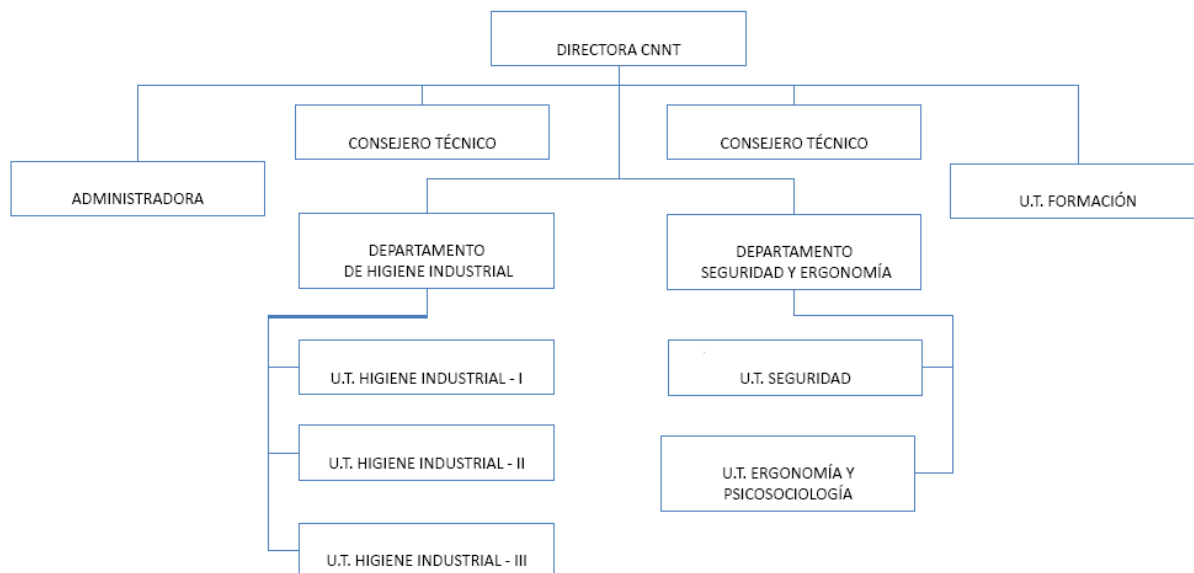 DIRECTORA CNNT
CONSEJERO TÉCNICO
CONSEJERO TÉCNICO
ADMINISTRADORA
U.T. FORMACIÓN
DEPARTAMENTO
DE HIGIENE INDUSTRIAL
DEPARTAMENTO
SEGURIDAD Y ERGONOMÍA
U.T. HIGIENE INDUSTRIAL - I
U.T. SEGURIDAD
U.T. HIGIENE INDUSTRIAL - II
U.T. ERGONOMÍA Y
PSICOSOCIOLOGÍA
U.T. HIGIENE INDUSTRIAL - III